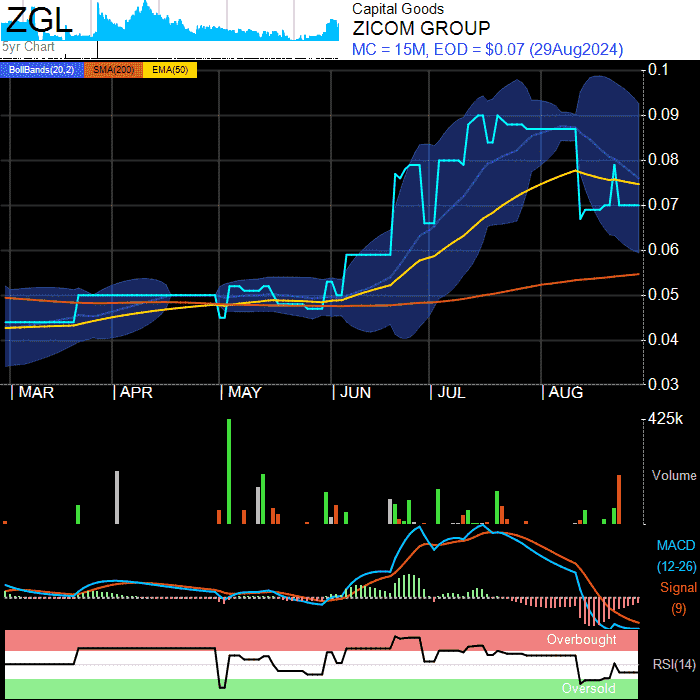 ZGL
5yr Chart
Capital Goods
ZICOM GROUP
MC = 15M, EOD = $0.07 (29Aug2024)
BollBands(20,2) SMA(200) EMA(50)
0.1
0.09
0.08
0.07
0.06
0.05
0.04
0.03
MAR APR MAY JUN JUL AUG
425k
Volume
MACD
(12-26)
Signal
(9)
Overbought
RSI(14)
Oversold